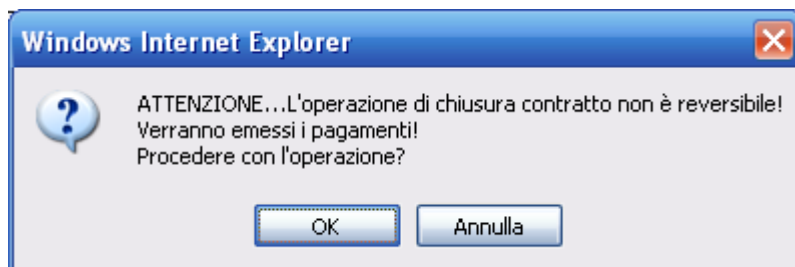 Windows Internet Explorer
ATTENZIONE...L'operazione di chiusura contratto non è reversibile!
Verranno emessi i pagamenti!
Procedere con l'operazione?
OK
Annulla